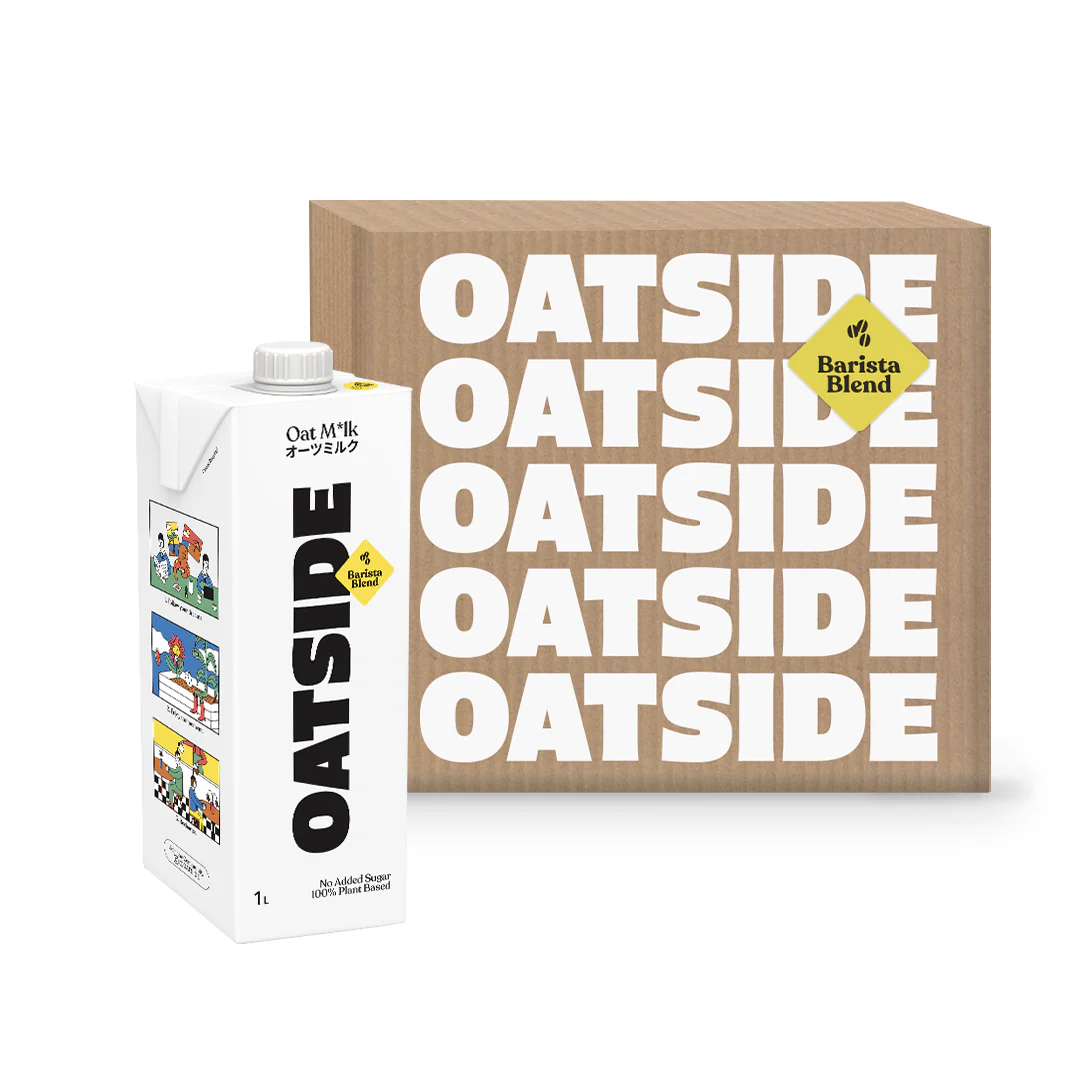 OATSIDE
OATSIDE
OATSIDE
OATSIDE
OATSIDE
Barista
Blend
Oat M*lk
オーツミルク
OATSIDE
Barista
Blend
No Added Sugar
100% Plant Based
1L